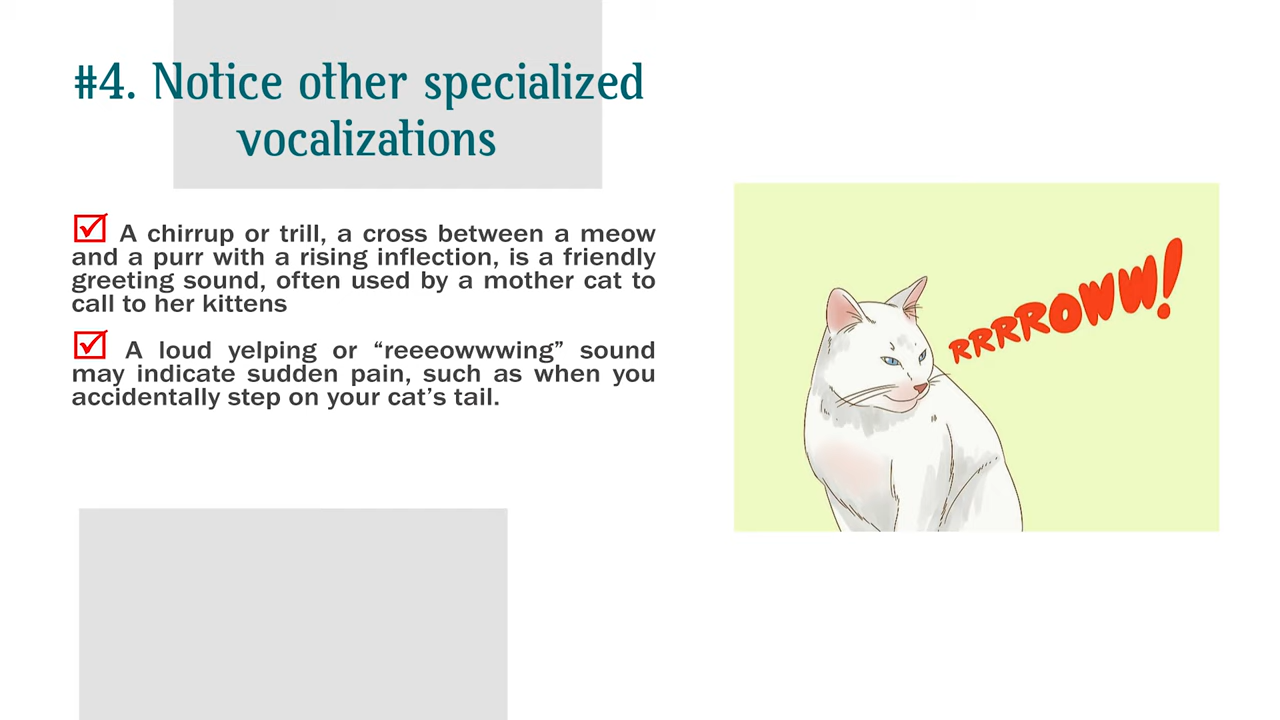 #4. Notice other specialized
vocalizations
A chirrup or trill, a cross between a meow
and a purr with a rising inflection, is a friendly
greeting sound, often used by a mother cat to
call to her kittens
A loud yelping or “reeeowwwing” sound
may indicate sudden pain, such as when you
accidentally step on your cat’s tail.
RRRROWW!